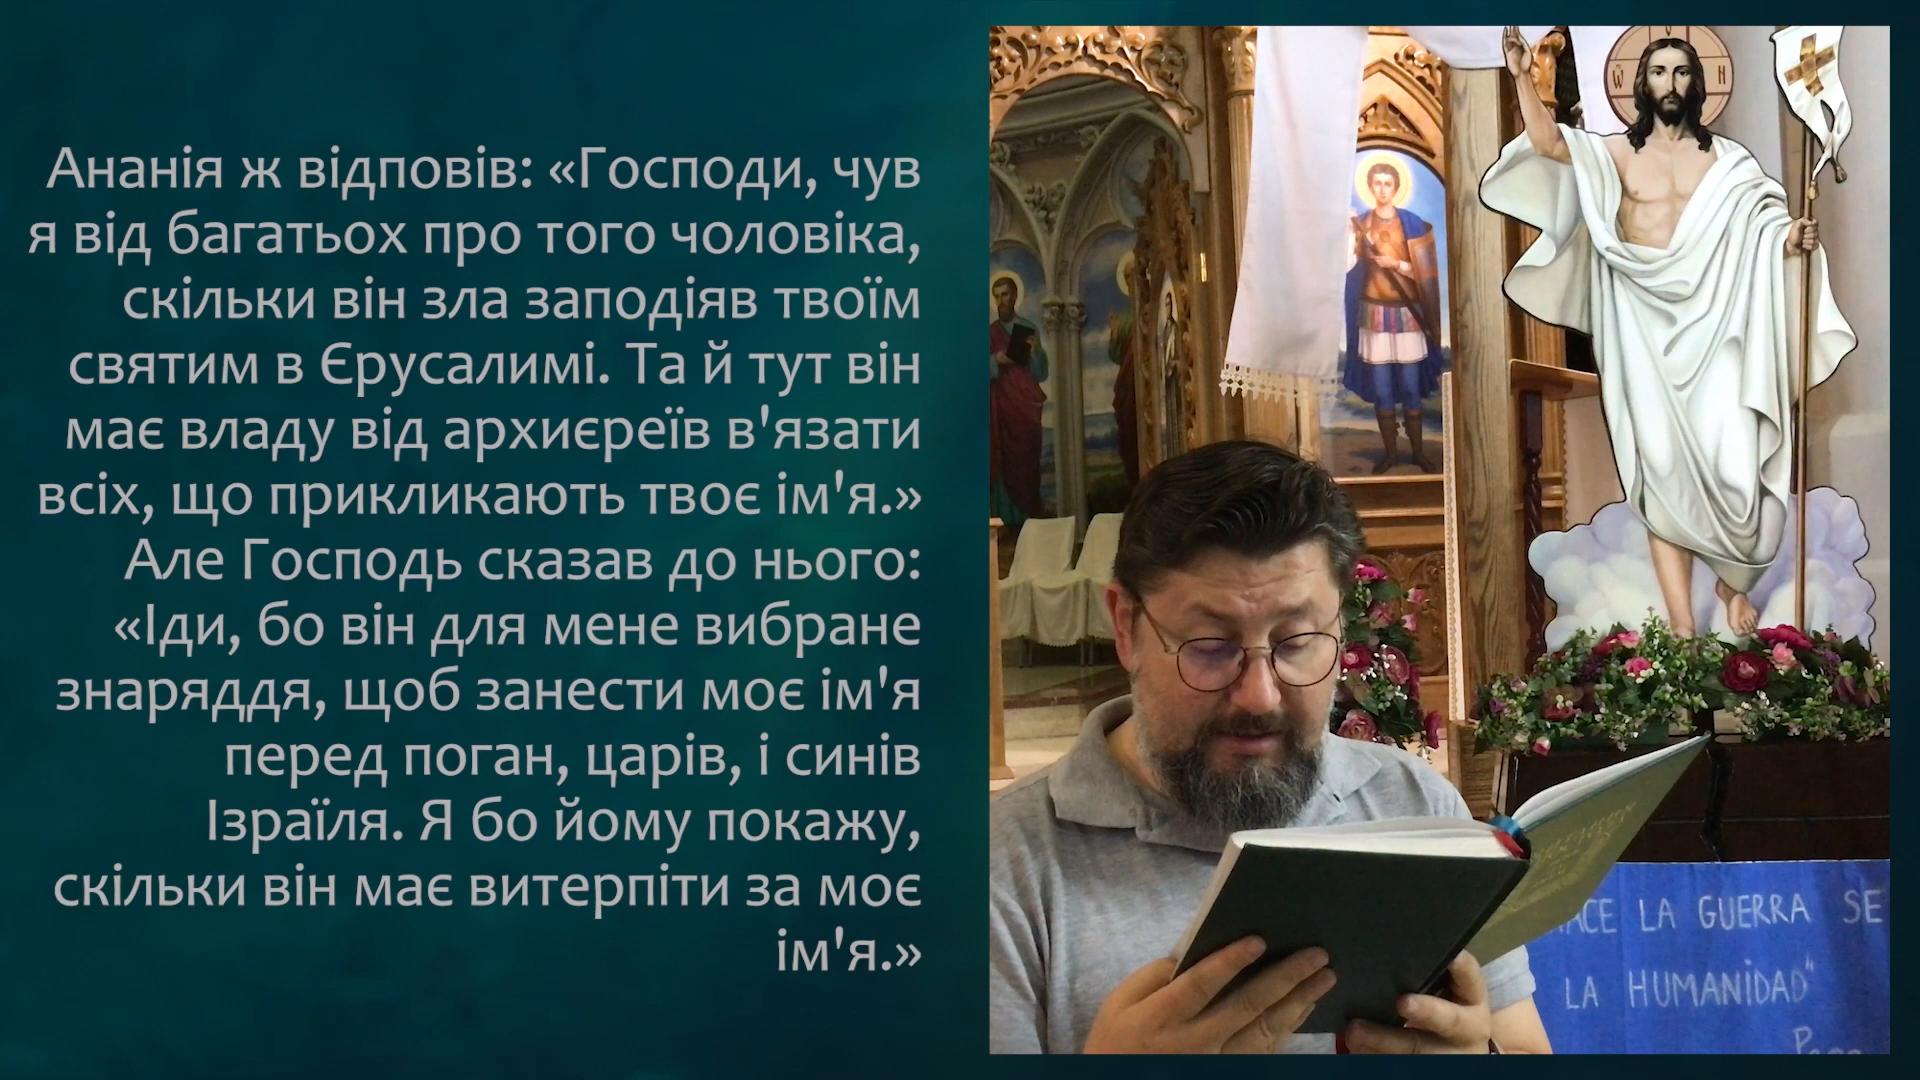 Ананія ж відповів: «Господи, чув
я від багатьох про того чоловіка,
скільки він зла заподіяв твоїм
святим в Єрусалимі. Та й тут він
має владу від архиєреїв в'язати
всіх, що прикликають твоє ім'я.»
Але Господь сказав до нього:
«Іди, бо він для мене вибране
знаряддя, щоб занести моє ім'я
перед поган, царів, і синів
Ізраїля. Я бо йому покажу,
скільки він має витерпіти за моє
ім'я.»
LA GUERRA SE
LA HUMANIDAD"